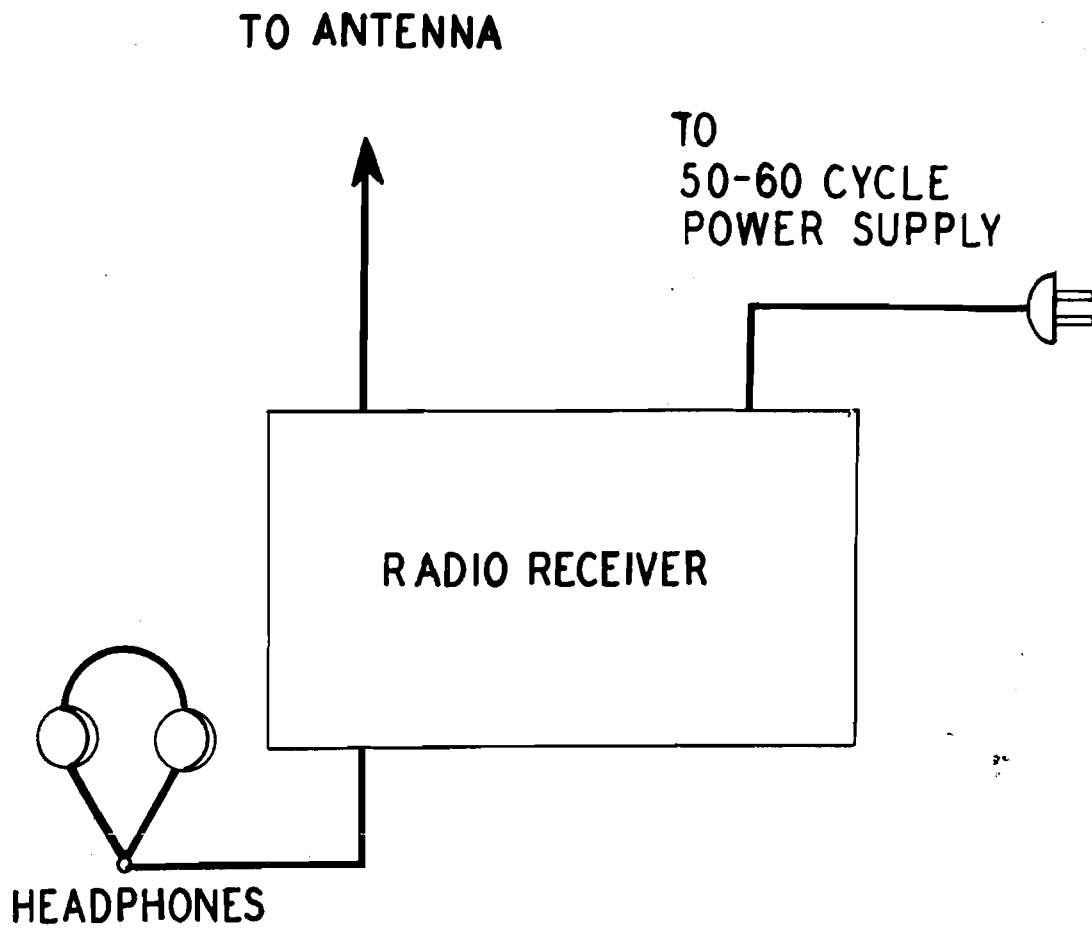 TO ANTENNA
TO
50-60 CYCLE
POWER SUPPLY
RADIO RECEIVER
HEADPHONES